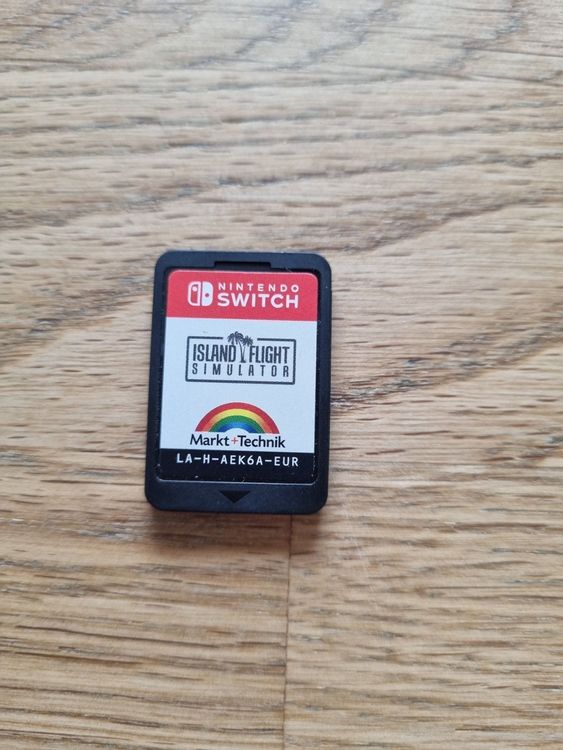 NINTENDO
SWITCH
ISLAND FLIGHT
SIMULATOR
Markt+Technik
LA-H-AEK6A-EUR